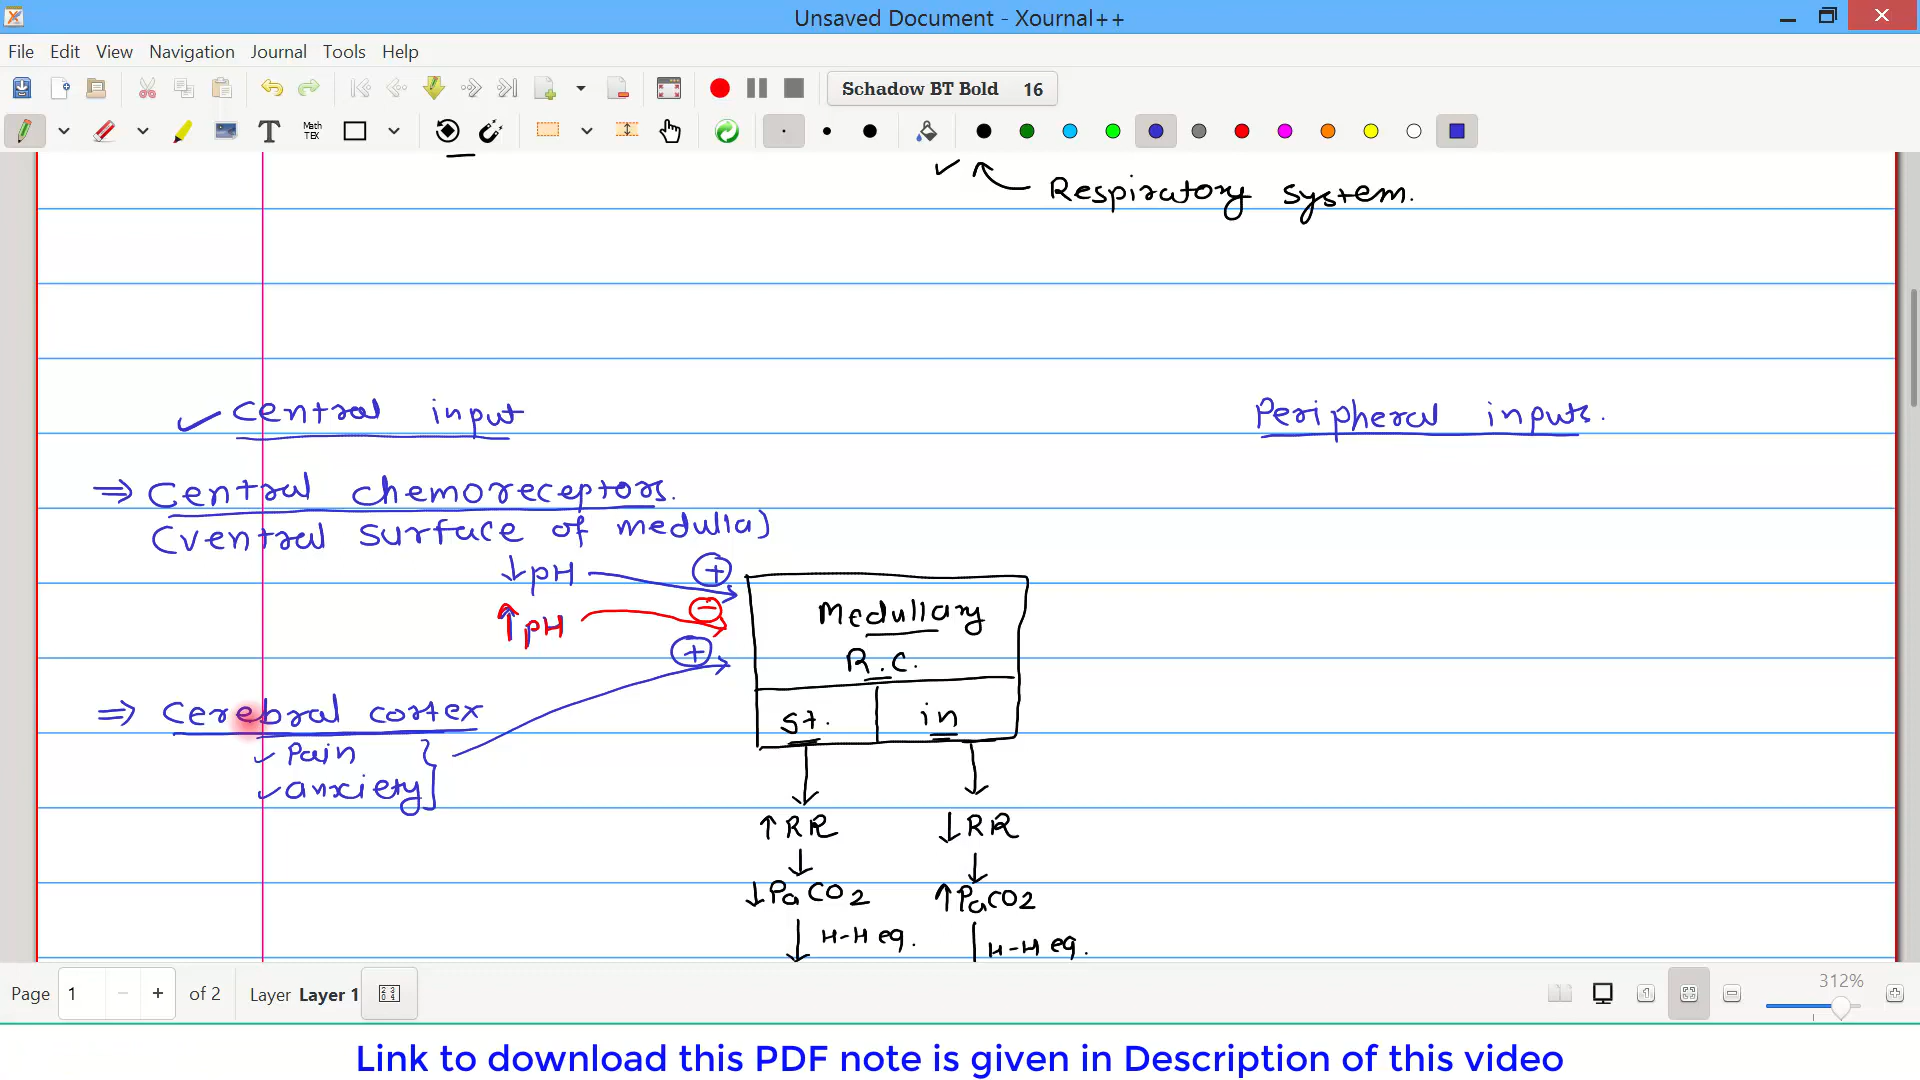 Unsaved Document - Xournal++
File Edit View Navigation Journal Tools Help
Schadow BT Bold 16
Math TEX
Respiratory system.
Central input
Peripheral inputs.
⇒ Central chemoreceptors.
(ventral surface of medulla)
↓pH +
↑pH −
+
Medullary
R.C.
st. in
⇒ Cerebral cortex
✓ Pain
✓ anxiety
↑RR ↓RR
↓PaCO2 ↑PaCO2
H-H eq. H-H eq.
Page 1 of 2 Layer Layer 1 312%
Link to download this PDF note is given in Description of this video